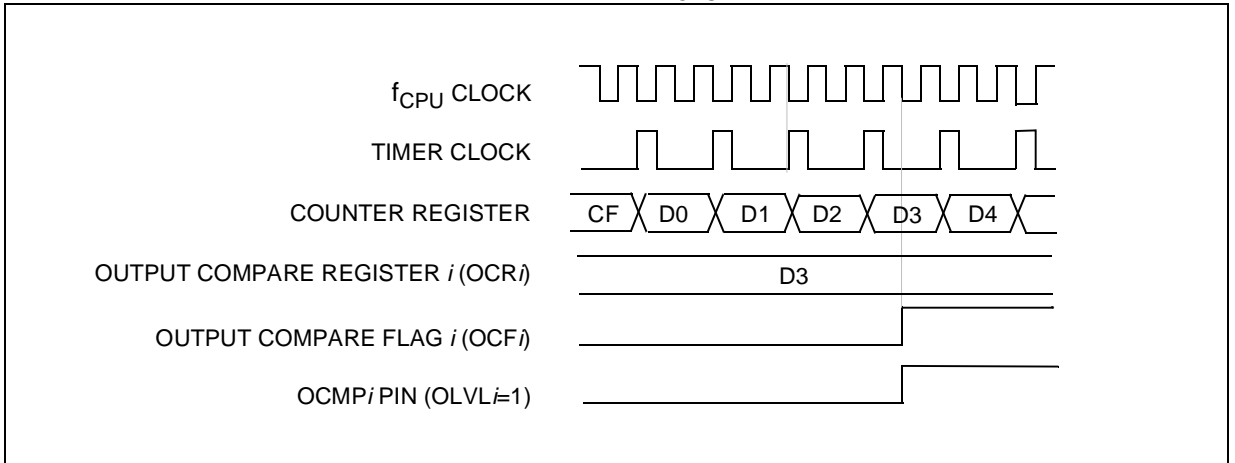 fCPU CLOCK
TIMER CLOCK
COUNTER REGISTER CF D0 D1 D2 D3 D4
OUTPUT COMPARE REGISTER i (OCRi) D3
OUTPUT COMPARE FLAG i (OCFi)
OCMPi PIN (OLVLi=1)